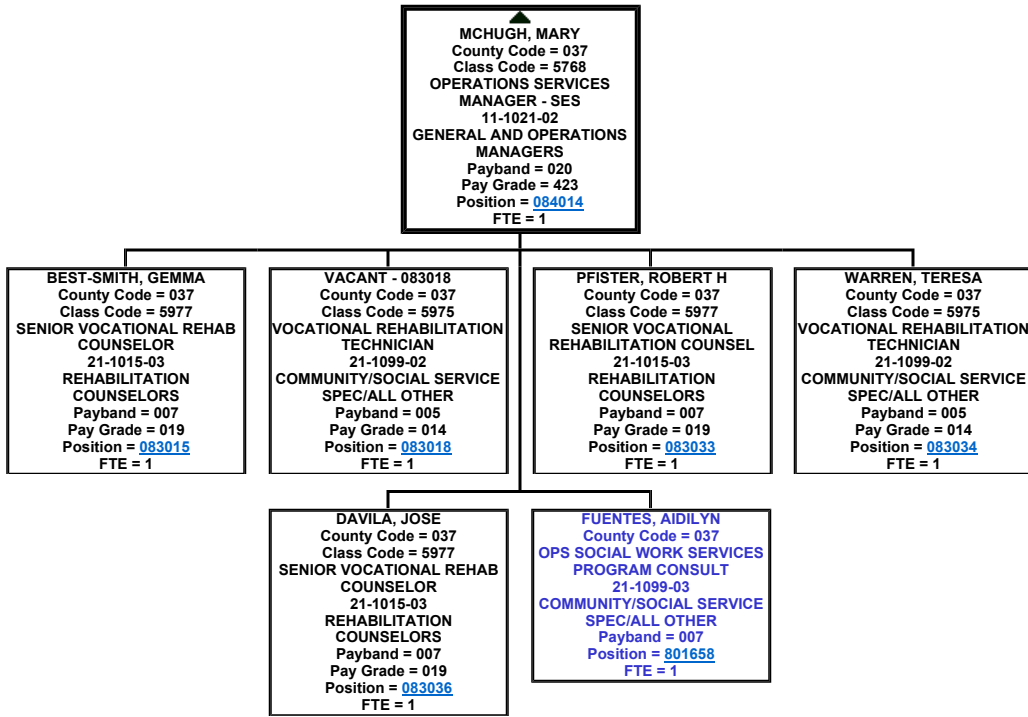 MCHUGH, MARY
County Code = 037
Class Code = 5768
OPERATIONS SERVICES
MANAGER - SES
11-1021-02
GENERAL AND OPERATIONS
MANAGERS
Payband = 020
Pay Grade = 423
Position = 084014
FTE = 1
BEST-SMITH, GEMMA
County Code = 037
Class Code = 5977
SENIOR VOCATIONAL REHAB
COUNSELOR
21-1015-03
REHABILITATION
COUNSELORS
Payband = 007
Pay Grade = 019
Position = 083015
FTE = 1
VACANT - 083018
County Code = 037
Class Code = 5975
VOCATIONAL REHABILITATION
TECHNICIAN
21-1099-02
COMMUNITY/SOCIAL SERVICE
SPEC/ALL OTHER
Payband = 005
Pay Grade = 014
Position = 083018
FTE = 1
PFISTER, ROBERT H
County Code = 037
Class Code = 5977
SENIOR VOCATIONAL
REHABILITATION COUNSEL
21-1015-03
REHABILITATION
COUNSELORS
Payband = 007
Pay Grade = 019
Position = 083033
FTE = 1
WARREN, TERESA
County Code = 037
Class Code = 5975
VOCATIONAL REHABILITATION
TECHNICIAN
21-1099-02
COMMUNITY/SOCIAL SERVICE
SPEC/ALL OTHER
Payband = 005
Pay Grade = 014
Position = 083034
FTE = 1
DAVILA, JOSE
County Code = 037
Class Code = 5977
SENIOR VOCATIONAL REHAB
COUNSELOR
21-1015-03
REHABILITATION
COUNSELORS
Payband = 007
Pay Grade = 019
Position = 083036
FTE = 1
FUENTES, AIDILYN
County Code = 037
OPS SOCIAL WORK SERVICES
PROGRAM CONSULT
21-1099-03
COMMUNITY/SOCIAL SERVICE
SPEC/ALL OTHER
Payband = 007
Position = 801658
FTE = 1